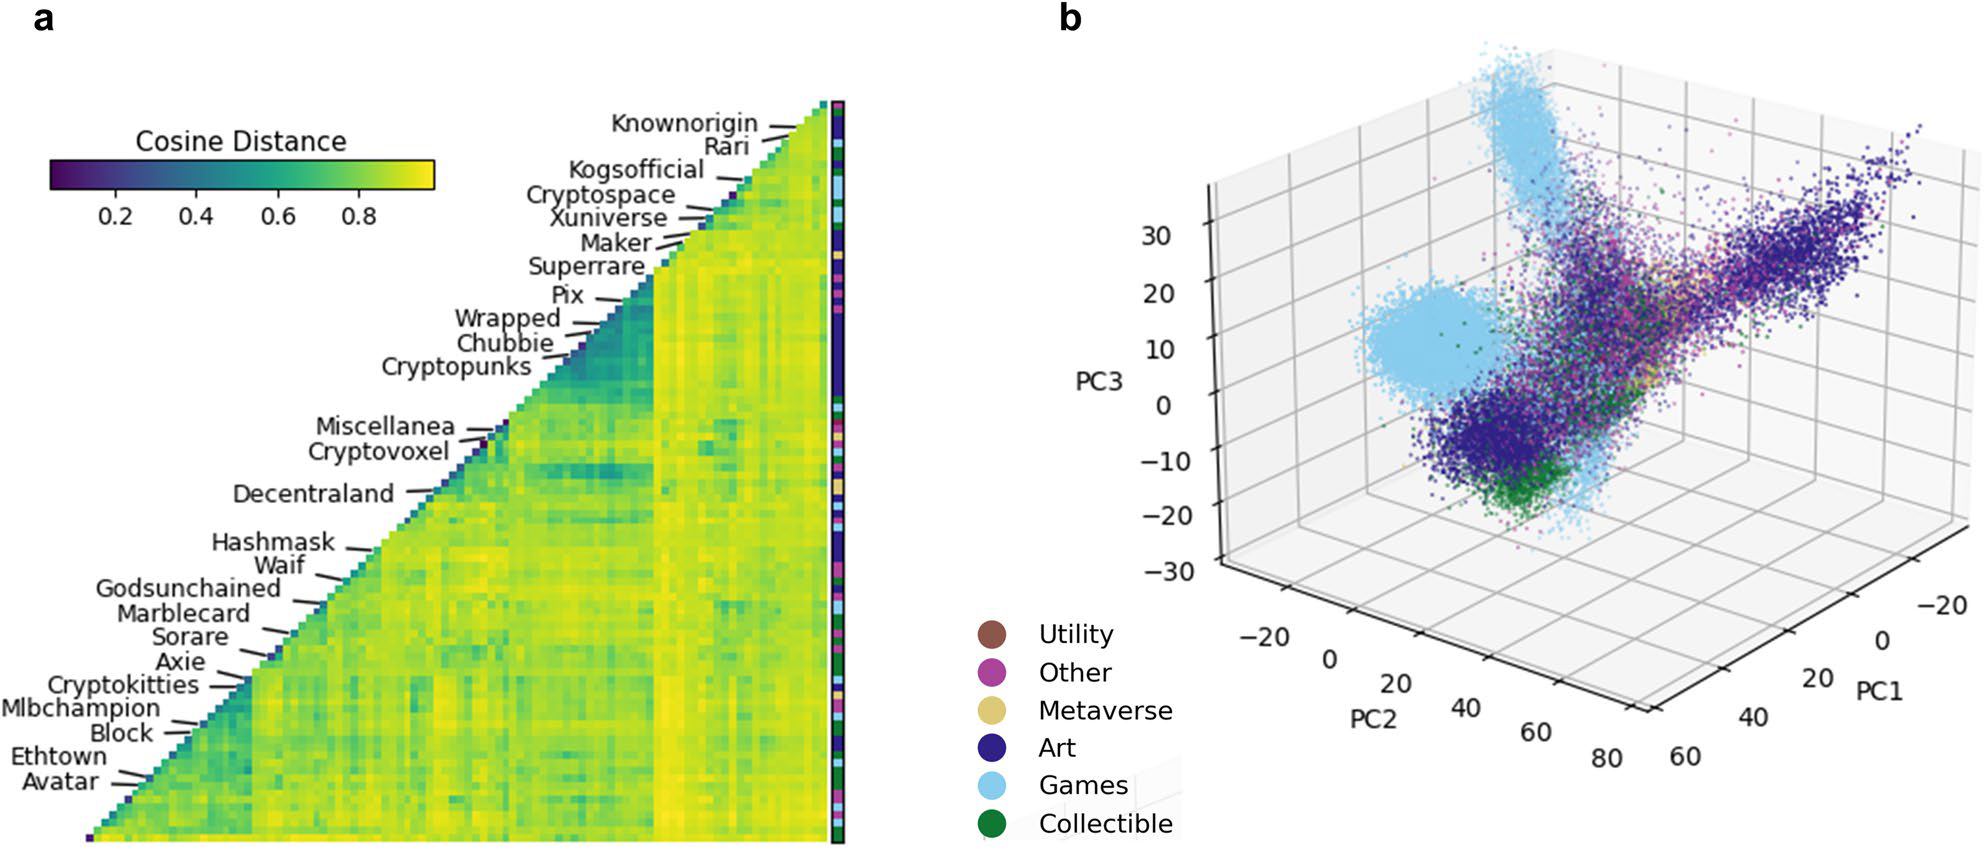 a
Cosine Distance
0.2 0.4 0.6 0.8
Knownorigin
Rari
Kogsofficial
Cryptospace
Xuniverse
Maker
Superrare
Pix
Wrapped
Chubbie
Cryptopunks
Miscellanea
Cryptovoxel
Decentraland
Hashmask
Waif
Godsunchained
Marblecard
Sorare
Axie
Cryptokitties
Mlbchampion
Block
Ethtown
Avatar
b
PC3
30
20
10
0
−10
−20
−30
−20
0
20
40
60
80
PC2
−20
0
20
40
60
PC1
Utility
Other
Metaverse
Art
Games
Collectible